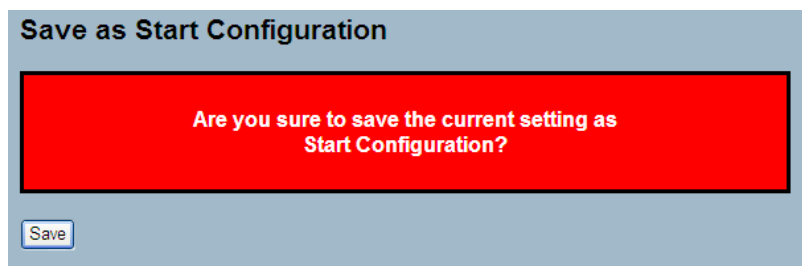 Save as Start Configuration
Are you sure to save the current setting as
Start Configuration?
Save